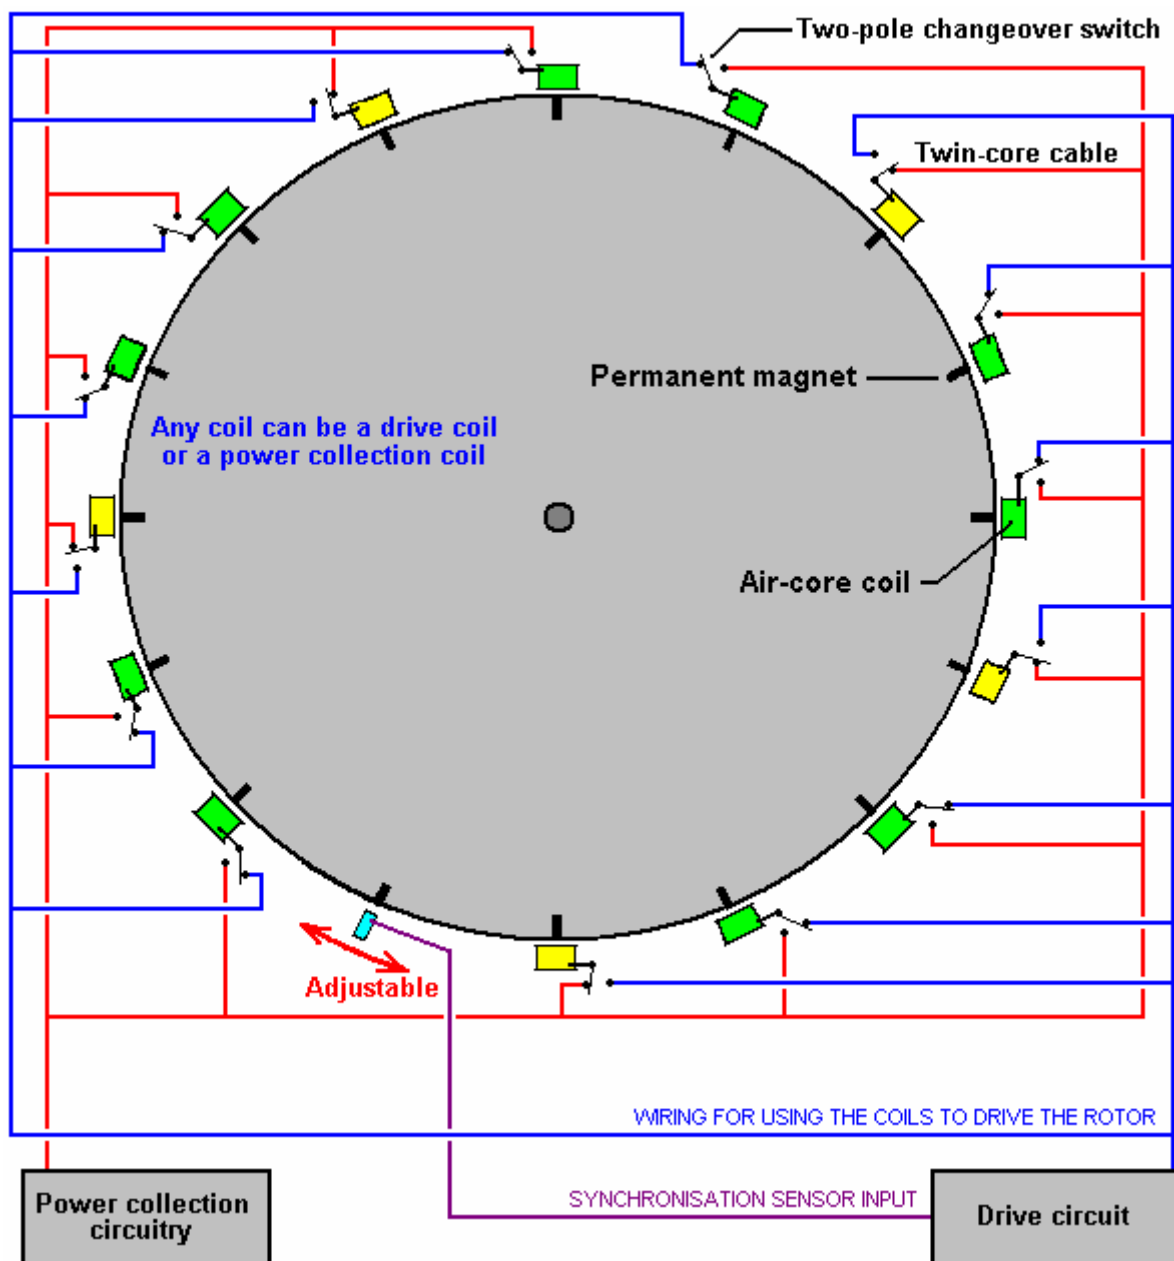 Two-pole changeover switch
Twin-core cable
Permanent magnet
Any coil can be a drive coil
or a power collection coil
Air-core coil
Adjustable
WIRING FOR USING THE COILS TO DRIVE THE ROTOR
SYNCHRONISATION SENSOR INPUT
Power collection
circuitry
Drive circuit